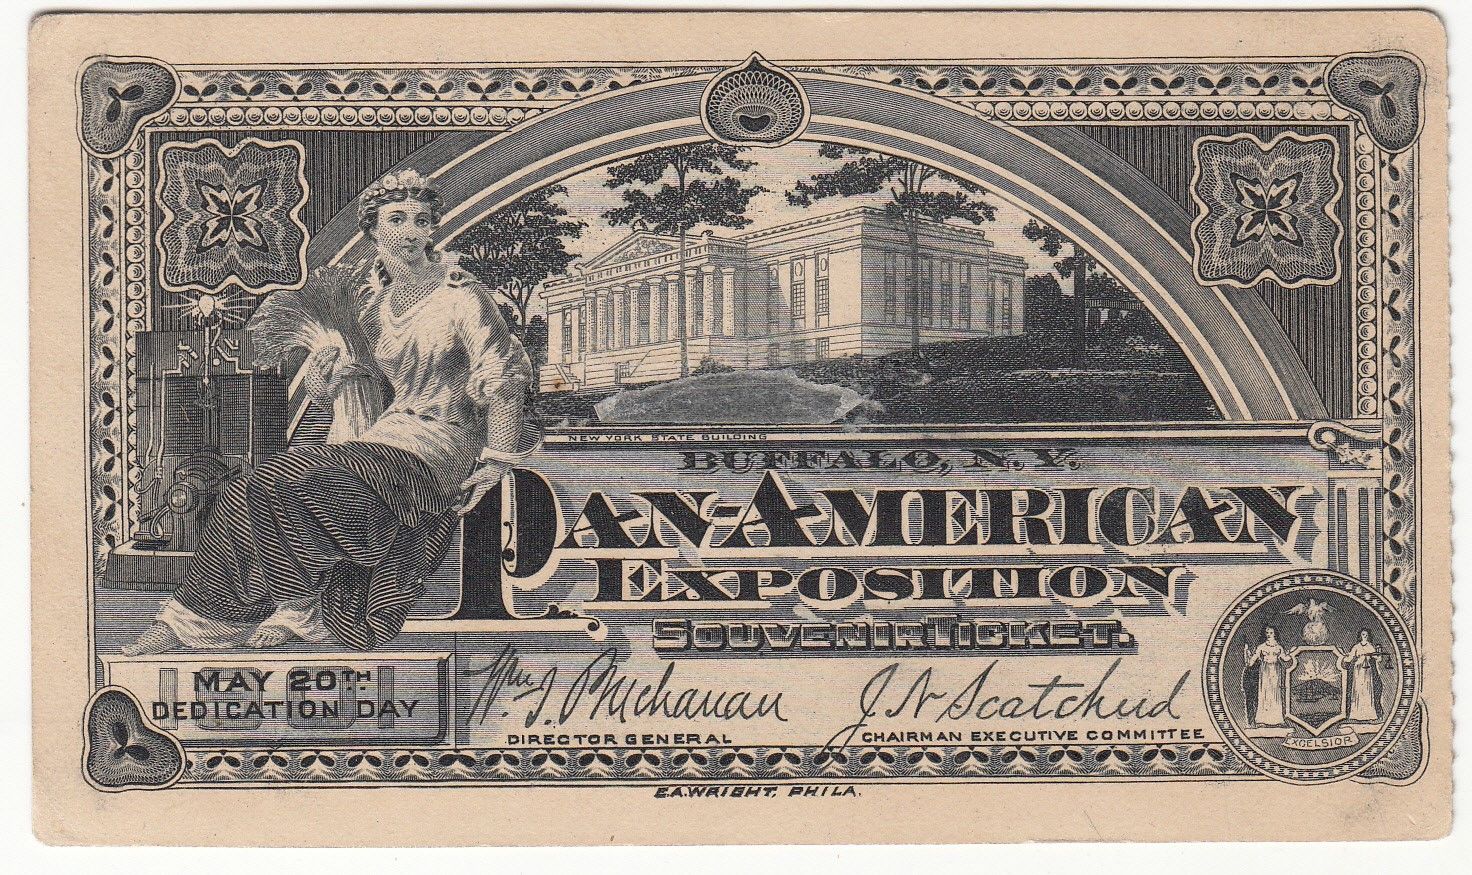 NEW YORK STATE BUILDING
BUFFALO, N.Y.
PAN-AMERICAN
EXPOSITION
SOUVENIR TICKET.
1901
MAY 20TH
DEDICATION DAY
Wm. I. Buchanan
DIRECTOR GENERAL
J. N. Scatcherd
CHAIRMAN EXECUTIVE COMMITTEE
EXCELSIOR
E.A. WRIGHT, PHILA.